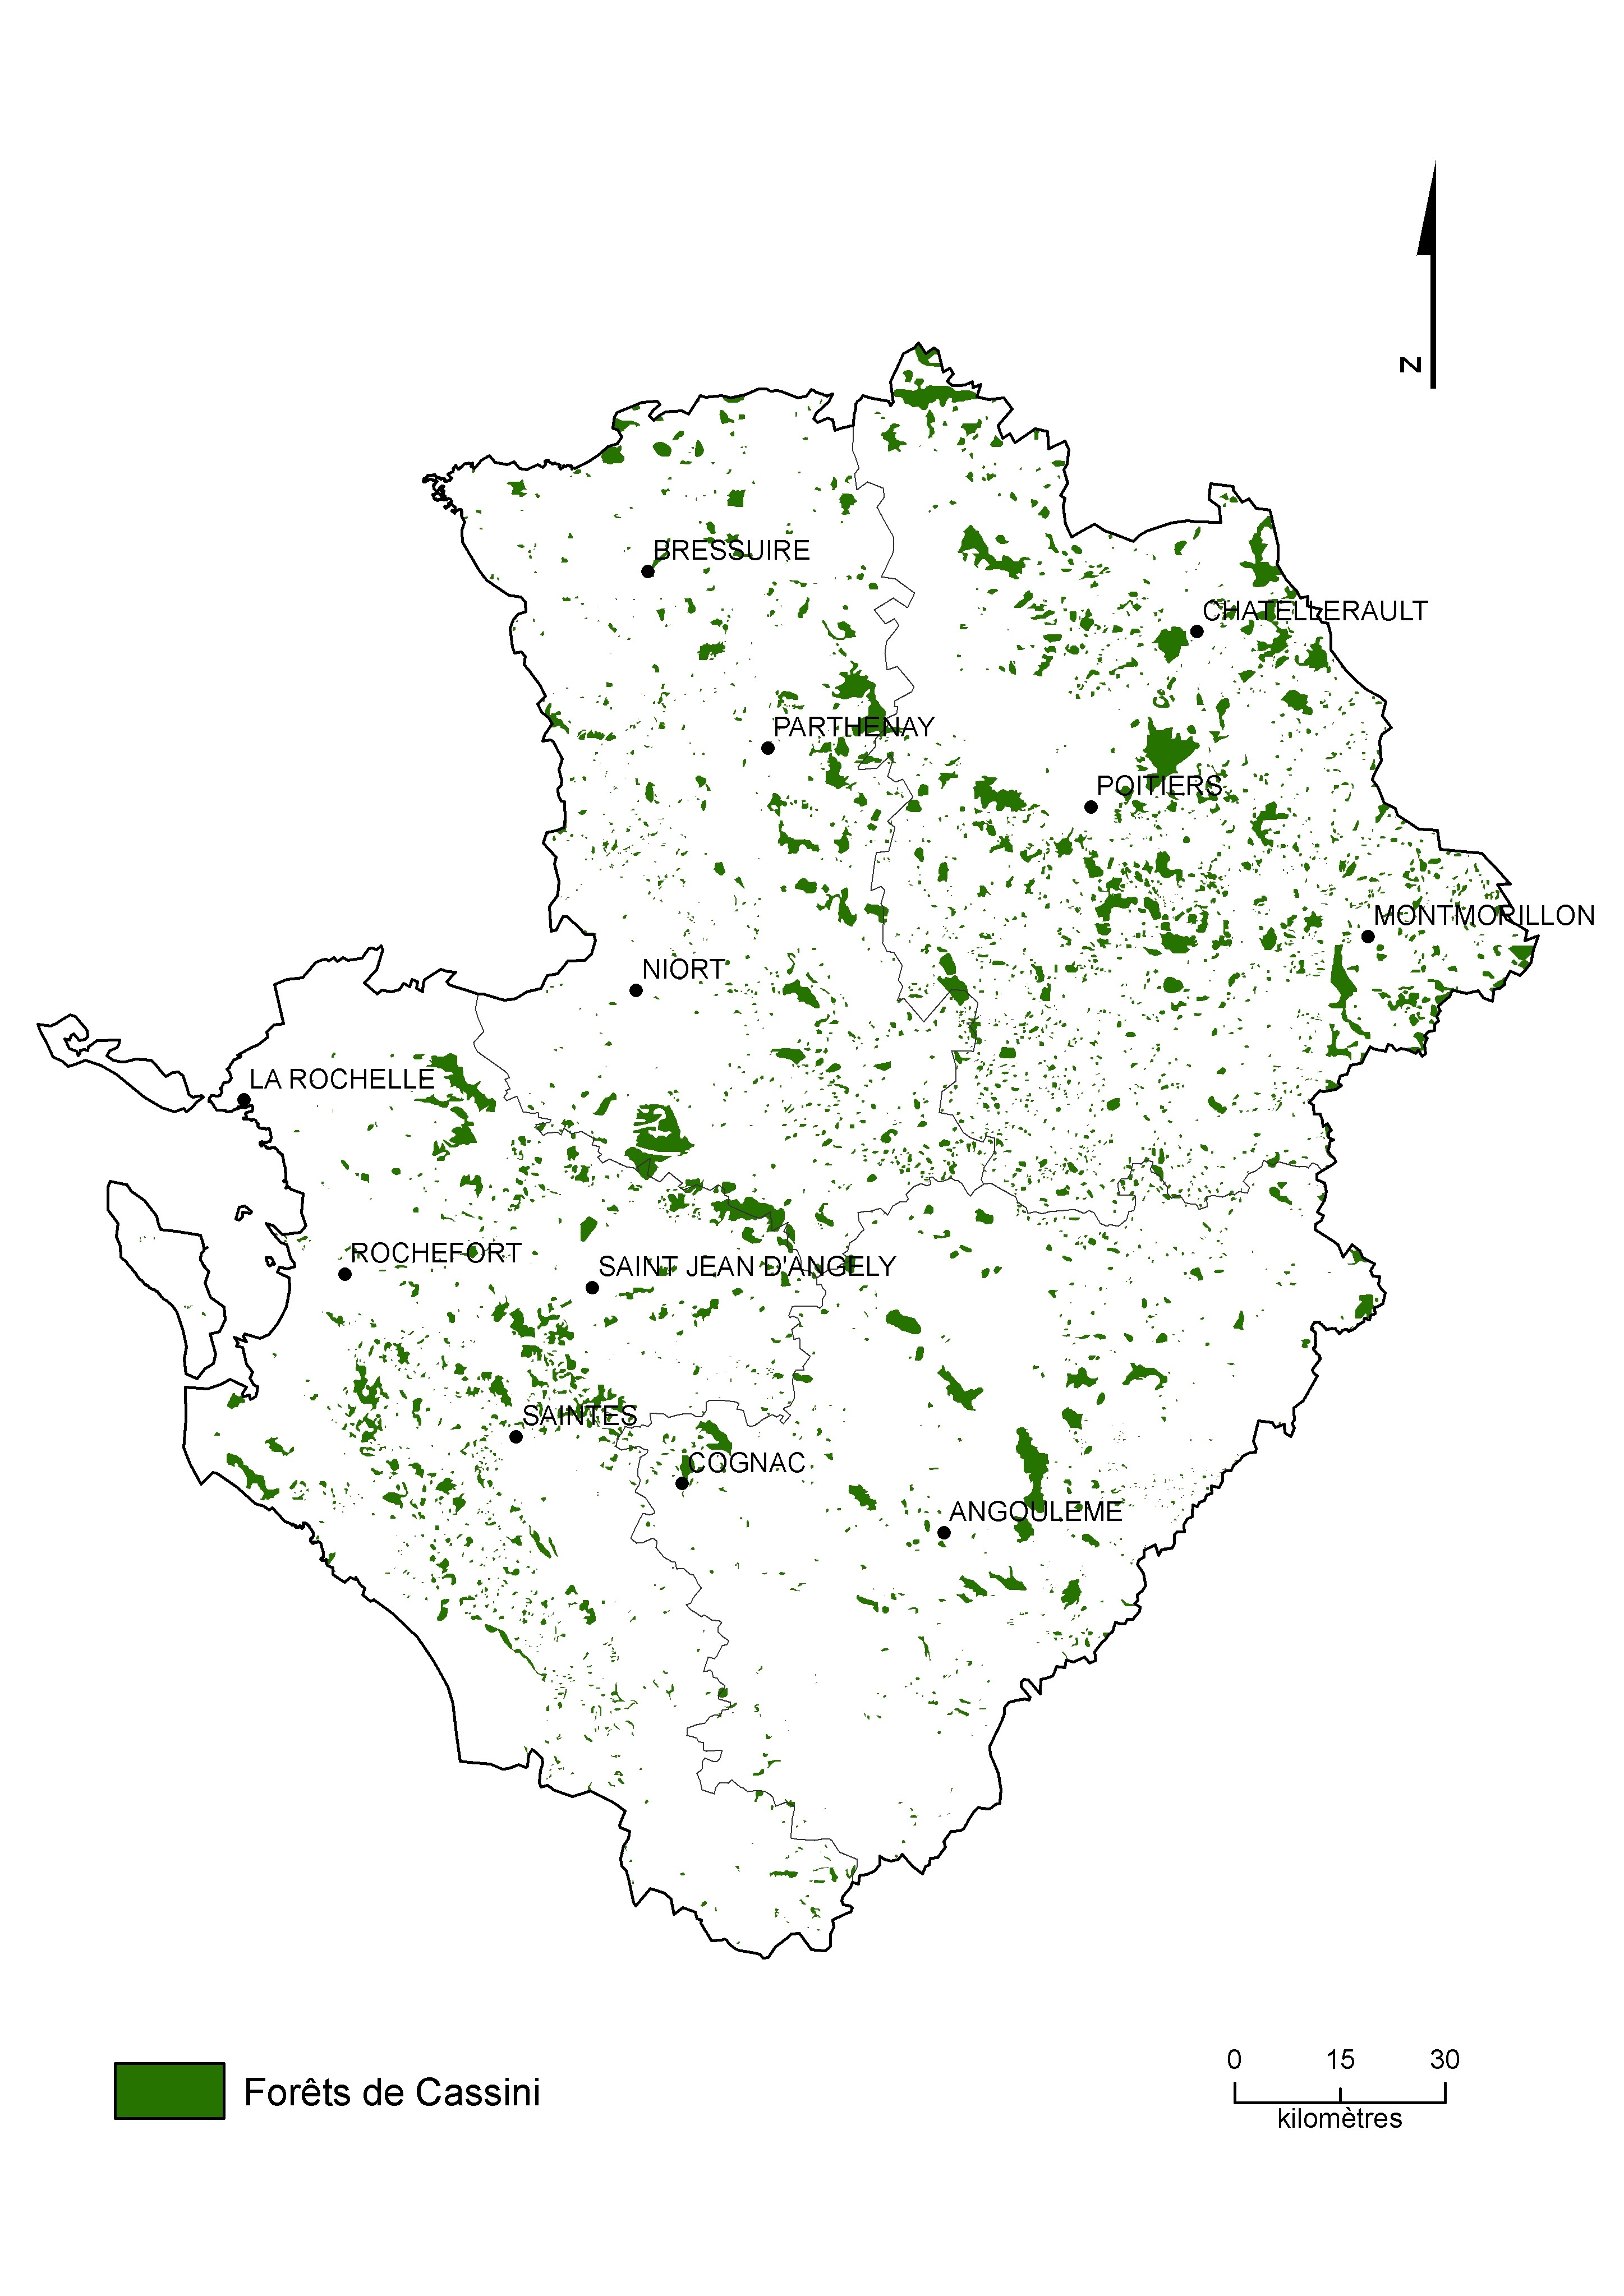 N
BRESSUIRE
CHATELLERAULT
PARTHENAY
POITIERS
MONTMORILLON
NIORT
LA ROCHELLE
ROCHEFORT
SAINT JEAN D'ANGELY
SAINTES
COGNAC
ANGOULEME
0 15 30
kilomètres
Forêts de Cassini